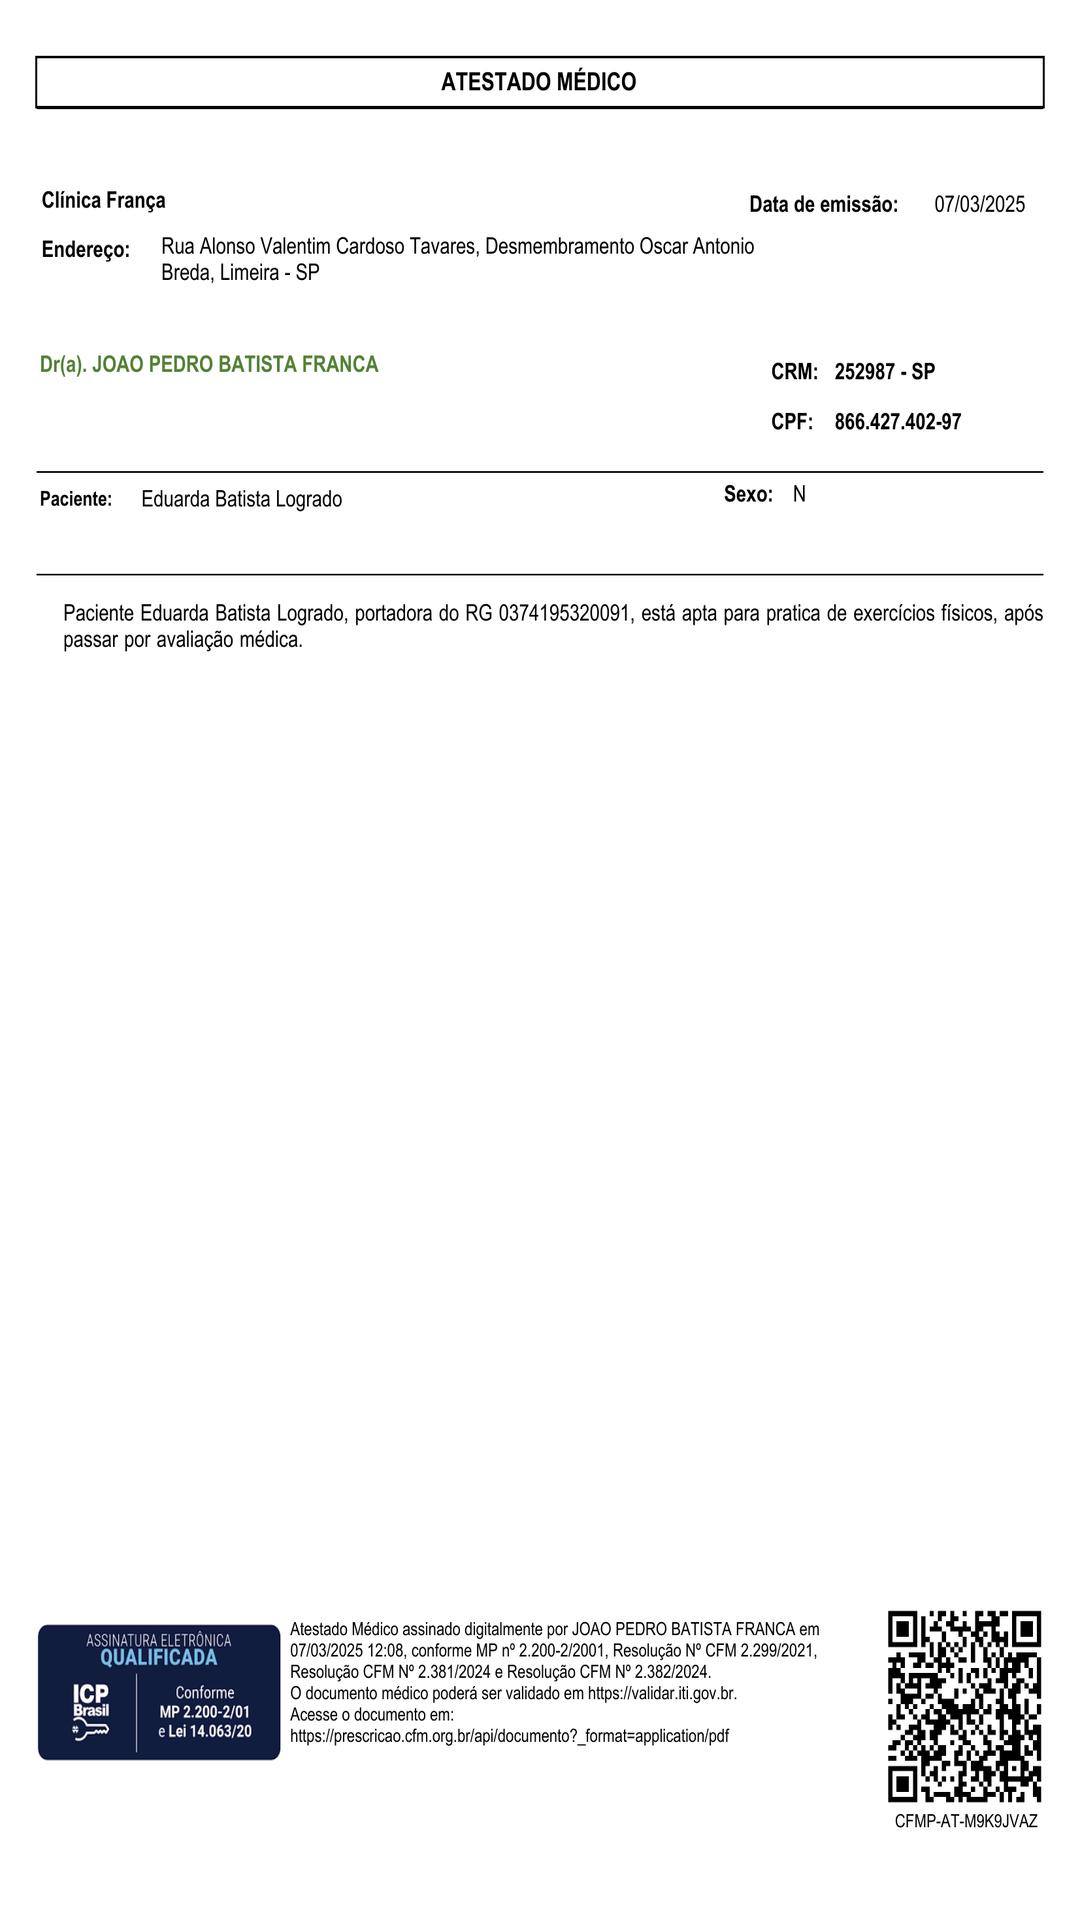 ATESTADO MÉDICO
Clínica França
Data de emissão: 07/03/2025
Endereço: Rua Alonso Valentim Cardoso Tavares, Desmembramento Oscar Antonio
Breda, Limeira - SP
Dr(a). JOAO PEDRO BATISTA FRANCA
CRM: 252987 - SP
CPF: 866.427.402-97
Paciente: Eduarda Batista Logrado
Sexo: N
Paciente Eduarda Batista Logrado, portadora do RG 0374195320091, está apta para pratica de exercícios físicos, após
passar por avaliação médica.
ASSINATURA ELETRÔNICA
QUALIFICADA
ICP
Brasil
Conforme
MP 2.200-2/01
e Lei 14.063/20
Atestado Médico assinado digitalmente por JOAO PEDRO BATISTA FRANCA em
07/03/2025 12:08, conforme MP nº 2.200-2/2001, Resolução Nº CFM 2.299/2021,
Resolução CFM Nº 2.381/2024 e Resolução CFM Nº 2.382/2024.
O documento médico poderá ser validado em https://validar.iti.gov.br.
Acesse o documento em:
https://prescricao.cfm.org.br/api/documento?_format=application/pdf
CFMP-AT-M9K9JVAZ